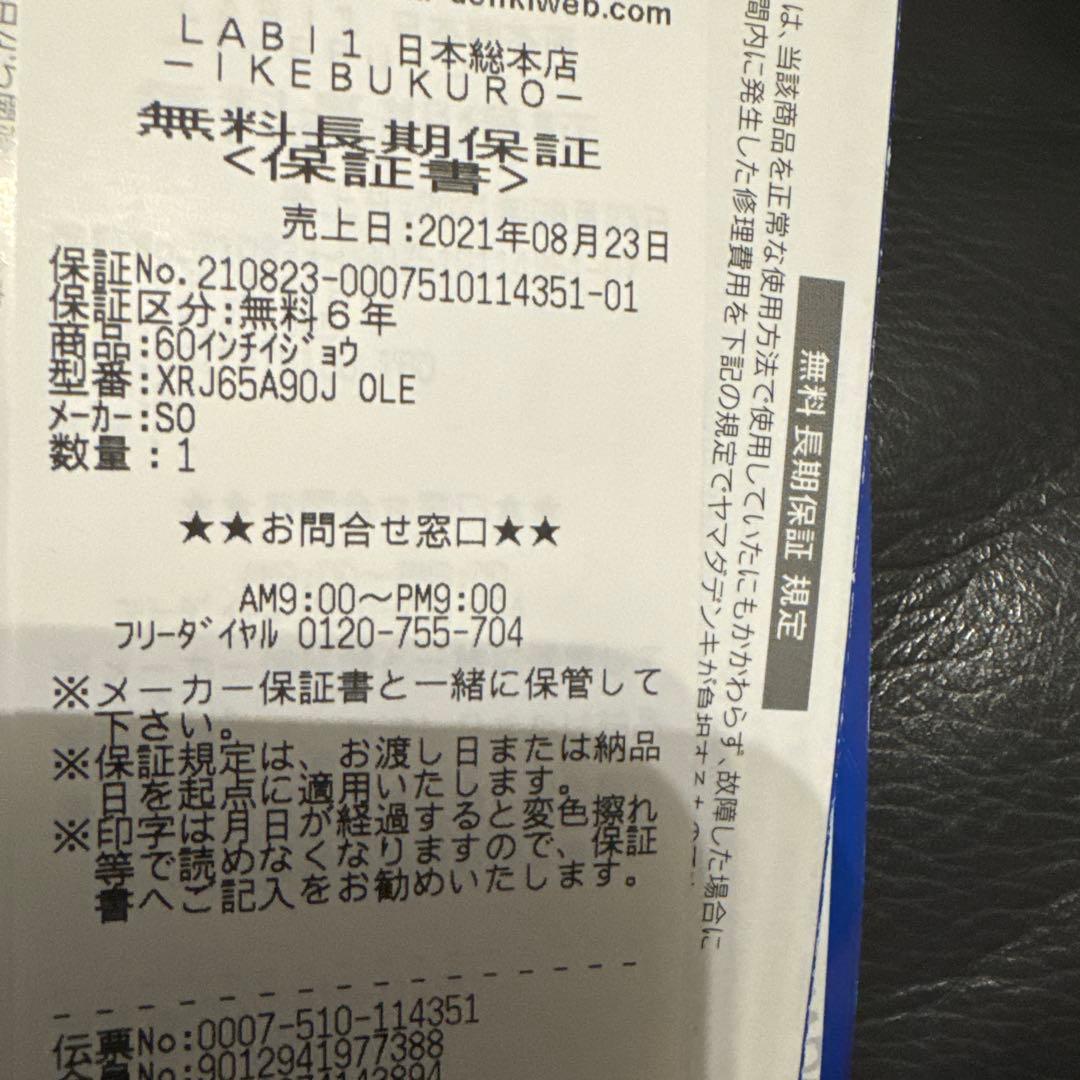 denkiweb.com
LABI1 日本総本店
－IKEBUKURO－
無料長期保証
<保証書>
売上日:2021年08月23日
保証No.210823-0007510114351-01
保証区分:無料6年
商品:60ｲﾝﾁｲｼﾞｮｳ
型番:XRJ65A90J OLE
ﾒｰｶｰ:SO
数量:1
★★お問合せ窓口★★
AM9:00～PM9:00
ﾌﾘｰﾀﾞｲﾔﾙ 0120-755-704
※メーカー保証書と一緒に保管して
下さい。
※保証規定は、お渡し日または納品
日を起点に適用いたします。
※印字は月日が経過すると変色擦れ
等で読めなくなりますので、保証
書へご記入をお勧めいたします。
伝票No:0007-510-114351
会員No:9012941977388
無料長期保証 規定
は、当該商品を正常な使用方法で使用していたにもかかわらず、故障した場合に
間内に発生した修理費用を下記の規定でヤマダデンキが負担